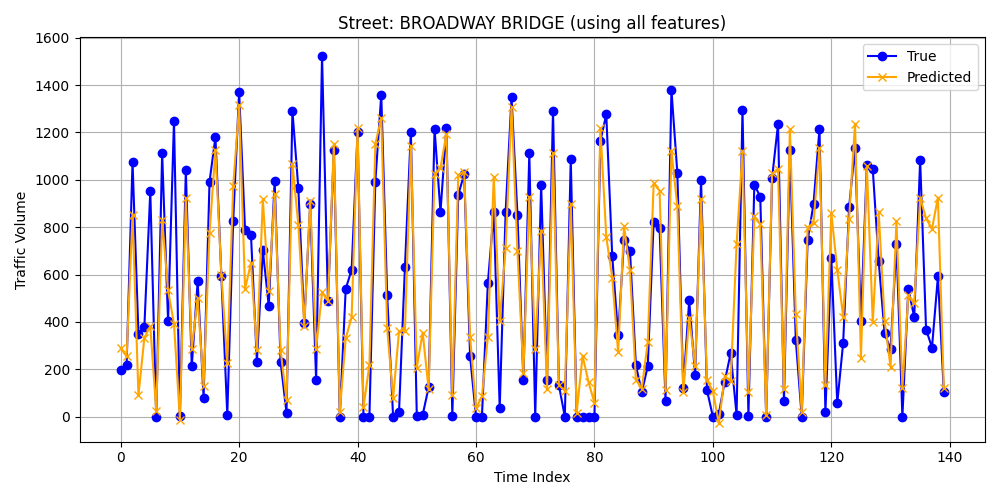 Street: BROADWAY BRIDGE (using all features)
True
Predicted
1600
1400
1200
1000
800
600
400
200
0
Traffic Volume
0 20 40 60 80 100 120 140
Time Index